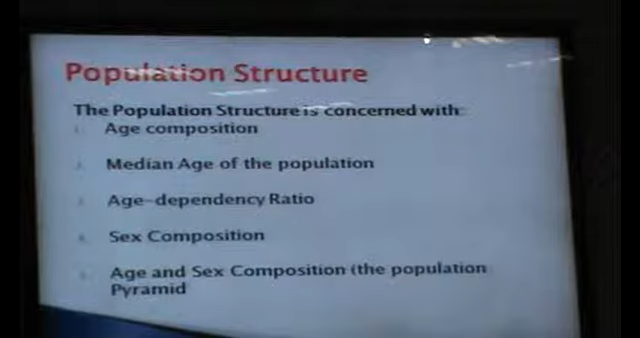 Population Structure
The Population Structure is concerned with:
Age composition
Median Age of the population
Age-dependency Ratio
Sex Composition
Age and Sex Composition (the population
Pyramid